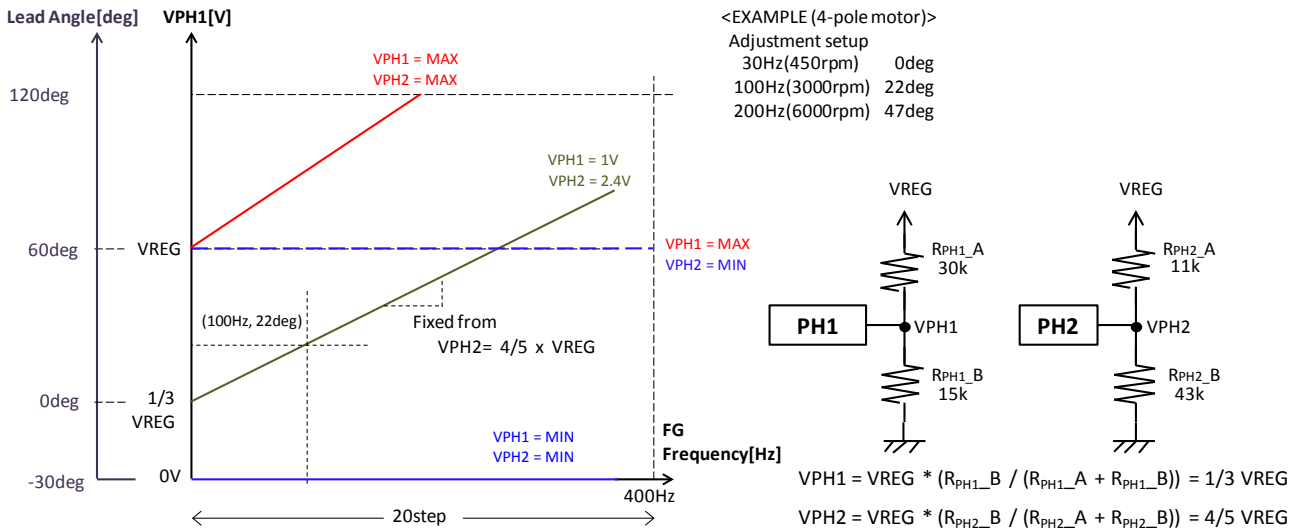 Lead Angle[deg]
VPH1[V]
120deg
60deg
0deg
-30deg
VREG
1/3
VREG
0V
VPH1 = MAX
VPH2 = MAX
VPH1 = 1V
VPH2 = 2.4V
VPH1 = MAX
VPH2 = MIN
(100Hz, 22deg)
Fixed from
VPH2= 4/5 x VREG
VPH1 = MIN
VPH2 = MIN
FG
Frequency[Hz]
400Hz
20step
<EXAMPLE (4-pole motor)>
Adjustment setup
30Hz(450rpm) 0deg
100Hz(3000rpm) 22deg
200Hz(6000rpm) 47deg
VREG
RPH1_A
30k
PH1
VPH1
RPH1_B
15k
VREG
RPH2_A
11k
PH2
VPH2
RPH2_B
43k
VPH1 = VREG * (RPH1_B / (RPH1_A + RPH1_B)) = 1/3 VREG
VPH2 = VREG * (RPH2_B / (RPH2_A + RPH2_B)) = 4/5 VREG